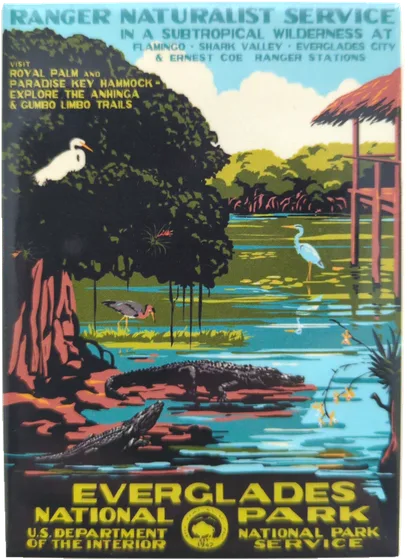 RANGER NATURALIST SERVICE
IN A SUBTROPICAL WILDERNESS AT
FLAMINGO · SHARK VALLEY · EVERGLADES CITY
& ERNEST COE RANGER STATIONS
VISIT
ROYAL PALM AND
PARADISE KEY HAMMOCK·
EXPLORE THE ANHINGA
& GUMBO LIMBO TRAILS
EVERGLADES
NATIONAL PARK
U.S. DEPARTMENT OF THE INTERIOR
NATIONAL PARK SERVICE